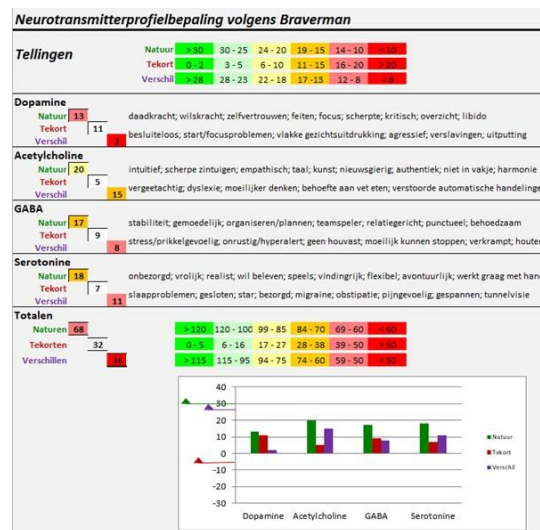 Neurotransmitterprofielbepaling volgens Braverman
Tellingen
Natuur >30 30 - 25 24 - 20 19 - 15 14 - 10 <10
Tekort 0 - 2 3 - 5 6 - 10 11 - 15 16 - 20 >20
Verschil >28 28 - 23 22 - 18 17 - 13 12 - 8 <8
Dopamine
Natuur 13 daadkracht; wilskracht; zelfvertrouwen; feiten; focus; scherpte; kritisch; overzicht; libido
Tekort 11 besluiteloos; start/focusproblemen; vlakke gezichtsuitdrukking; agressief; verslavingen; uitputting
Verschil 2
Acetylcholine
Natuur 20 intuitief; scherpe zintuigen; empathisch; taal; kunst; nieuwsgierig; authentiek; niet in vakje; harmonie
Tekort 5 vergeetachtig; dyslexie; moeilijker denken; behoefte aan vet eten; verstoorde automatische handelinge
Verschil 15
GABA
Natuur 17 stabiliteit; gemoedelijk; organiseren/plannen; teamspeler; relatiegericht; punctueel; behoedzaam
Tekort 9 stress/prikkelgevoelig; onrustig/hyperalert; geen houvast; moeilijk kunnen stoppen; verkrampt; houter
Verschil 8
Serotonine
Natuur 18 onbezorgd; vrolijk; realist; wil beleven; speels; vindingrijk; flexibel; avontuurlijk; werkt graag met han
Tekort 7 slaapproblemen; gesloten; star; bezorgd; migraine; obstipatie; pijngevoelig; gespannen; tunnelvisie
Verschil 11
Totalen
Naturen 68 >120 120 - 100 99 - 85 84 - 70 69 - 60 <60
Tekorten 32 0 - 5 6 - 16 17 - 27 28 - 38 39 - 50 >50
Verschillen 36 >115 115 - 95 94 - 75 74 - 60 59 - 50 <50
40
30
20
10
0
-10
-20
-30
Dopamine Acetylcholine GABA Serotonine
Natuur
Tekort
Verschil